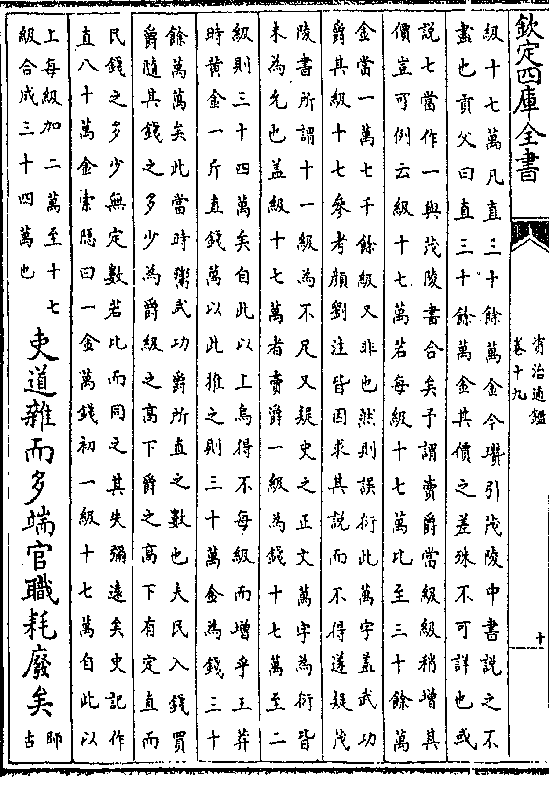 欽定四庫全書
資治通鑑
卷十九
十
級十七萬凡直三十餘萬金今瓚引茂陵中書説之不
盡也貢父曰直三十餘萬金其價之差殊不可詳也或
説七當作一與茂陵書合矣予謂賣爵當級級稍增其
價豈可例云級十七萬若每級十七萬比至三十餘萬
金當一萬七千餘級又非也然則誤衍此萬字蓋武功
爵其級十七參考顔劉注皆因求其説而不得遂疑茂
陵書所謂十一級為不足又疑史之正文萬字為衍皆
未為允也蓋級十七萬者賣爵一級為錢十七萬至二
級則三十四萬矣自此以上烏得不每級而增乎王莽
時黄金一斤直錢萬以此推之則三十萬金為錢三十
餘萬萬矣此當時鬻武功爵所直之數也夫民入錢買
爵隨其錢之多少為爵級之高下爵之高下有定直而
民錢之多少無定數若比而同之其失彌遠矣史記作
直八十萬金索隱曰一金萬錢初一級十七萬自此以
上每級加二萬至十七
級合成三十四萬也
吏道雜而多端官職耗廢矣
師
古